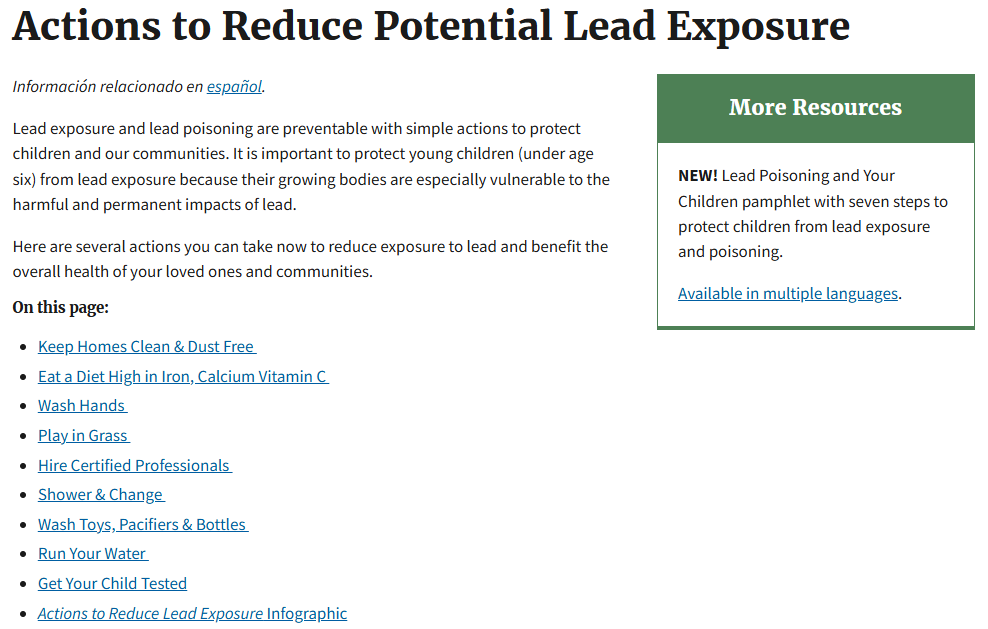 Actions to Reduce Potential Lead Exposure
Información relacionado en español.
Lead exposure and lead poisoning are preventable with simple actions to protect
children and our communities. It is important to protect young children (under age
six) from lead exposure because their growing bodies are especially vulnerable to the
harmful and permanent impacts of lead.
Here are several actions you can take now to reduce exposure to lead and benefit the
overall health of your loved ones and communities.
On this page:
Keep Homes Clean & Dust Free
Eat a Diet High in Iron, Calcium Vitamin C
Wash Hands
Play in Grass
Hire Certified Professionals
Shower & Change
Wash Toys, Pacifiers & Bottles
Run Your Water
Get Your Child Tested
Actions to Reduce Lead Exposure Infographic
More Resources
NEW! Lead Poisoning and Your
Children pamphlet with seven steps to
protect children from lead exposure
and poisoning.
Available in multiple languages.